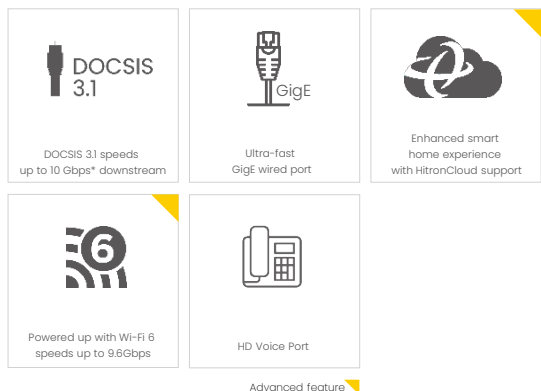 DOCSIS
3.1
DOCSIS 3.1 speeds
up to 10 Gbps* downstream
GigE
Ultra-fast
GigE wired port
Enhanced smart
home experience
with HitronCloud support
6
Powered up with Wi-Fi 6
speeds up to 9.6Gbps
HD Voice Port
Advanced feature